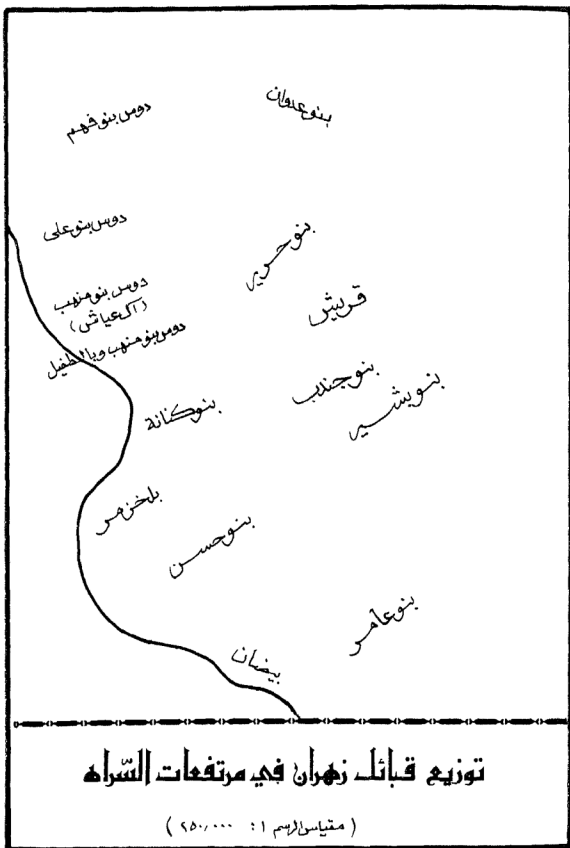 بنو عدوان
دوس بنو فهم
دوس بنو علي
بنو حرير
دوس بنو منهب
(آل عياش)
قريش
دوس بنو منهب وبالطفيل
بنو جندب
بنو بشير
بنو كنانة
بلخزمر
بنو حسن
بنو عامر
بيضان
توزيع قبائل زهران في مرتفعات السّراه
(مقياس الرسم ١ : ٢٥٠٫٠٠٠)